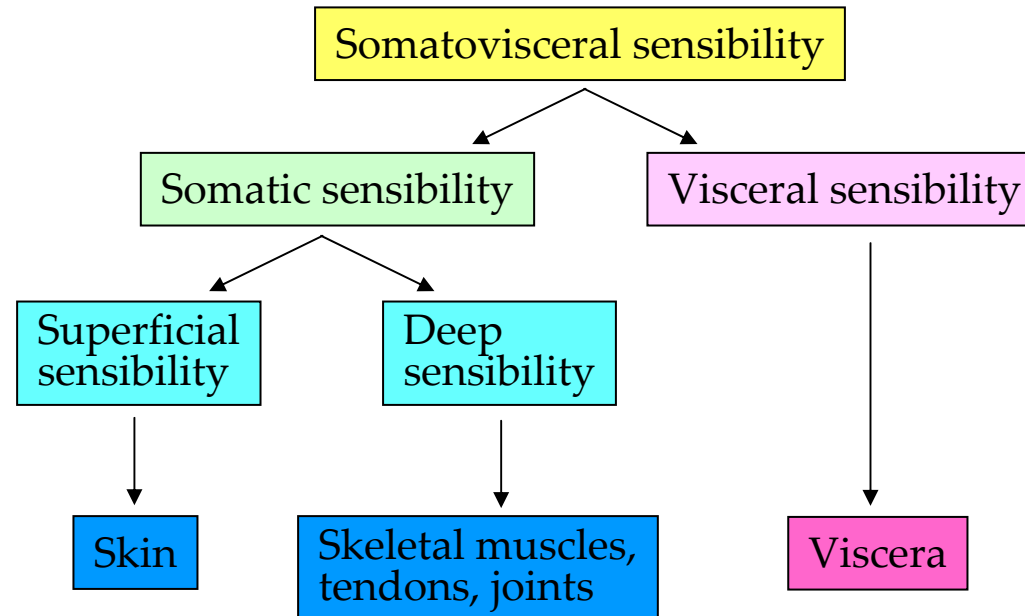 Somatovisceral sensibility
Somatic sensibility
Visceral sensibility
Superficial
sensibility
Deep
sensibility
Skin
Skeletal muscles,
tendons, joints
Viscera